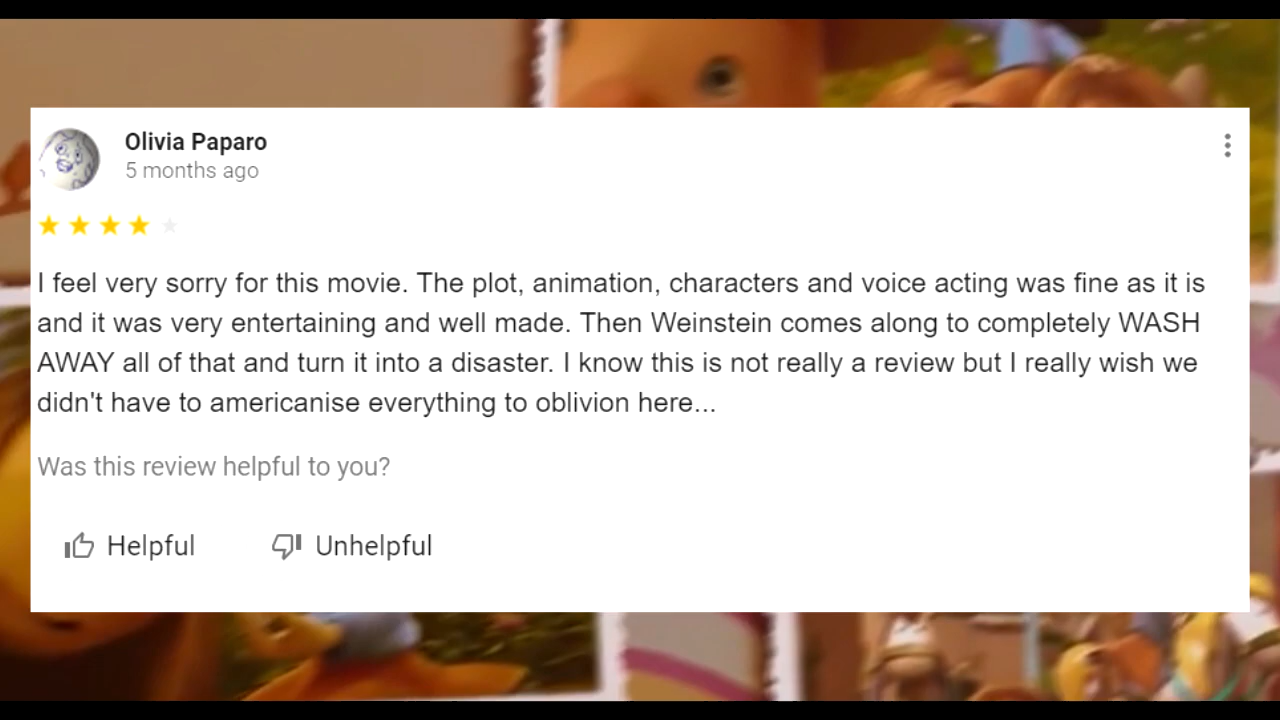 Olivia Paparo
5 months ago
I feel very sorry for this movie. The plot, animation, characters and voice acting was fine as it is
and it was very entertaining and well made. Then Weinstein comes along to completely WASH
AWAY all of that and turn it into a disaster. I know this is not really a review but I really wish we
didn't have to americanise everything to oblivion here...
Was this review helpful to you?
Helpful Unhelpful